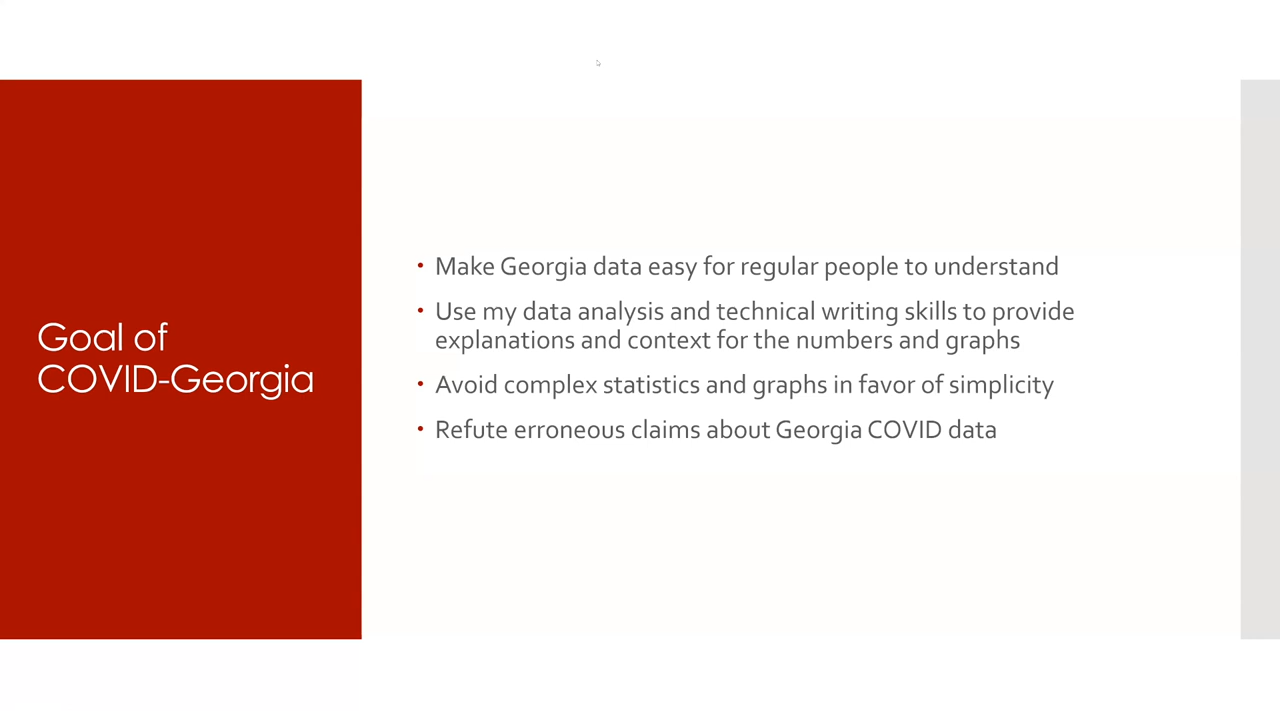 Goal of
COVID-Georgia
• Make Georgia data easy for regular people to understand
• Use my data analysis and technical writing skills to provide
explanations and context for the numbers and graphs
• Avoid complex statistics and graphs in favor of simplicity
• Refute erroneous claims about Georgia COVID data